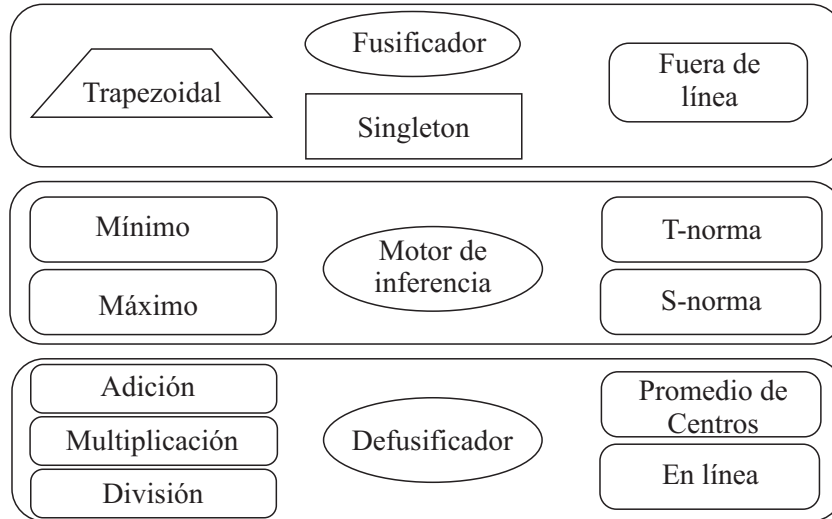 Fusificador
Trapezoidal
Singleton
Fuera de
línea
Mínimo
Máximo
Motor de
inferencia
T-norma
S-norma
Adición
Multiplicación
División
Defusificador
Promedio de
Centros
En línea